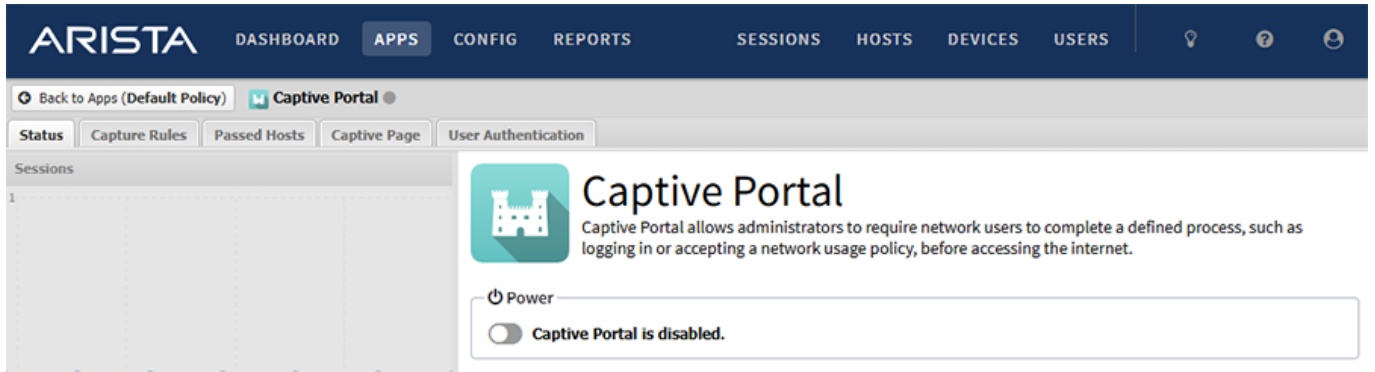 ARISTA DASHBOARD APPS CONFIG REPORTS SESSIONS HOSTS DEVICES USERS
Back to Apps (Default Policy) Captive Portal
Status Capture Rules Passed Hosts Captive Page User Authentication
Sessions
1
Captive Portal
Captive Portal allows administrators to require network users to complete a defined process, such as
logging in or accepting a network usage policy, before accessing the internet.
Power
Captive Portal is disabled.